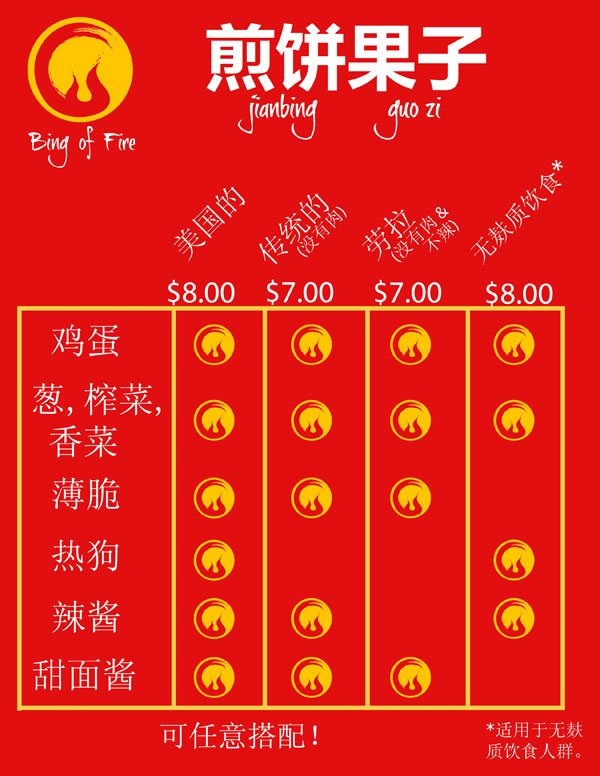 煎饼果子
jianbing guo zi
Bing of Fire
美国的
传统的
(没有肉)
劳拉
(没有肉 &
不辣)
无麸质饮食*
$8.00 $7.00 $7.00 $8.00
鸡蛋
葱, 榨菜,
香菜
薄脆
热狗
辣酱
甜面酱
可任意搭配!
*适用于无麸
质饮食人群。